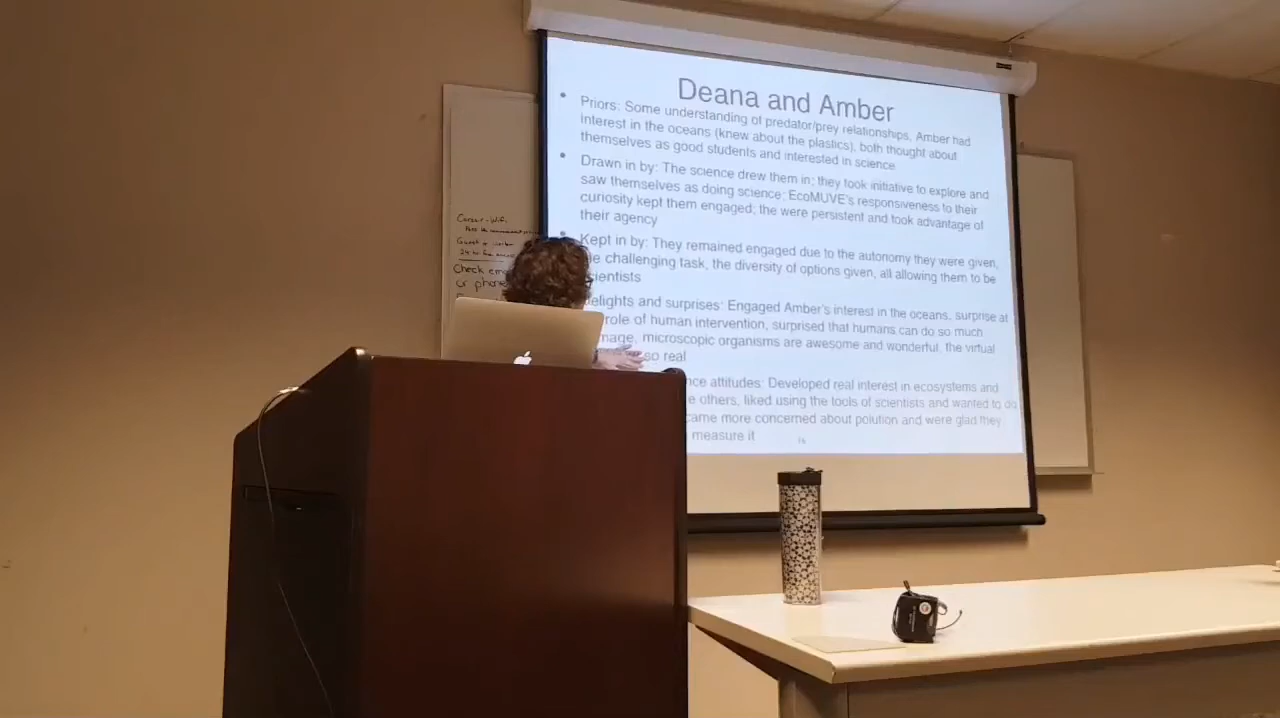 Deana and Amber
• Priors: Some understanding of predator/prey relationships, Amber had
interest in the oceans (knew about the plastics), both thought about
themselves as good students and interested in science
• Drawn in by: The science drew them in; they took initiative to explore and
saw themselves as doing science; EcoMUVE's responsiveness to their
curiosity kept them engaged; the were persistent and took advantage of
their agency
Kept in by: They remained engaged due to the autonomy they were given,
challenging task, the diversity of options given, all allowing them to be
elights and surprises: Engaged Amber's interest in the oceans, surprise at
role of human intervention, surprised that humans can do so much
microscopic organisms are awesome and wonderful, the virtual
so real
attitudes: Developed real interest in ecosystems and
others, liked using the tools of scientists and wanted to do
came more concerned about polution and were glad they
measure it
Check
or phone